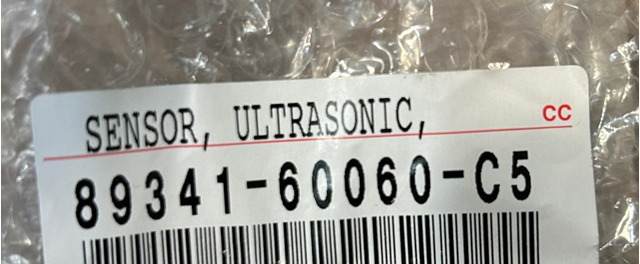 SENSOR, ULTRASONIC,
CC
89341-60060-C5